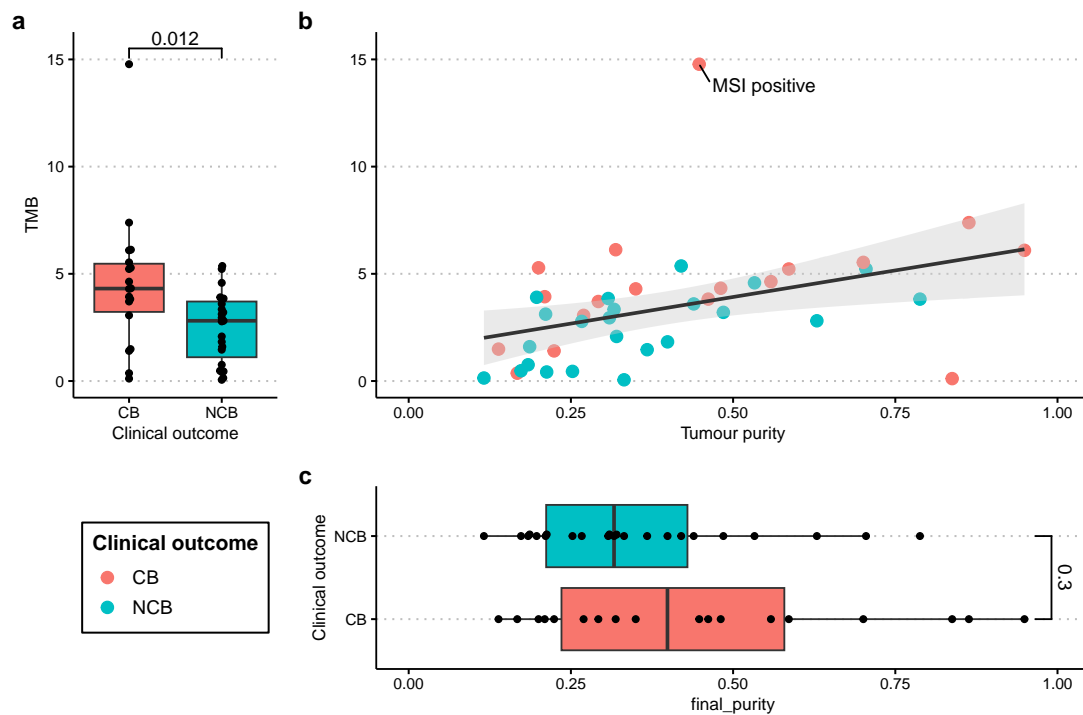 a
0.012
15
10
5
0
TMB
CB NCB
Clinical outcome
b
15
10
5
0
MSI positive
0.00 0.25 0.50 0.75 1.00
Tumour purity
Clinical outcome
CB
NCB
c
NCB
CB
Clinical outcome
0.3
0.00 0.25 0.50 0.75 1.00
final_purity